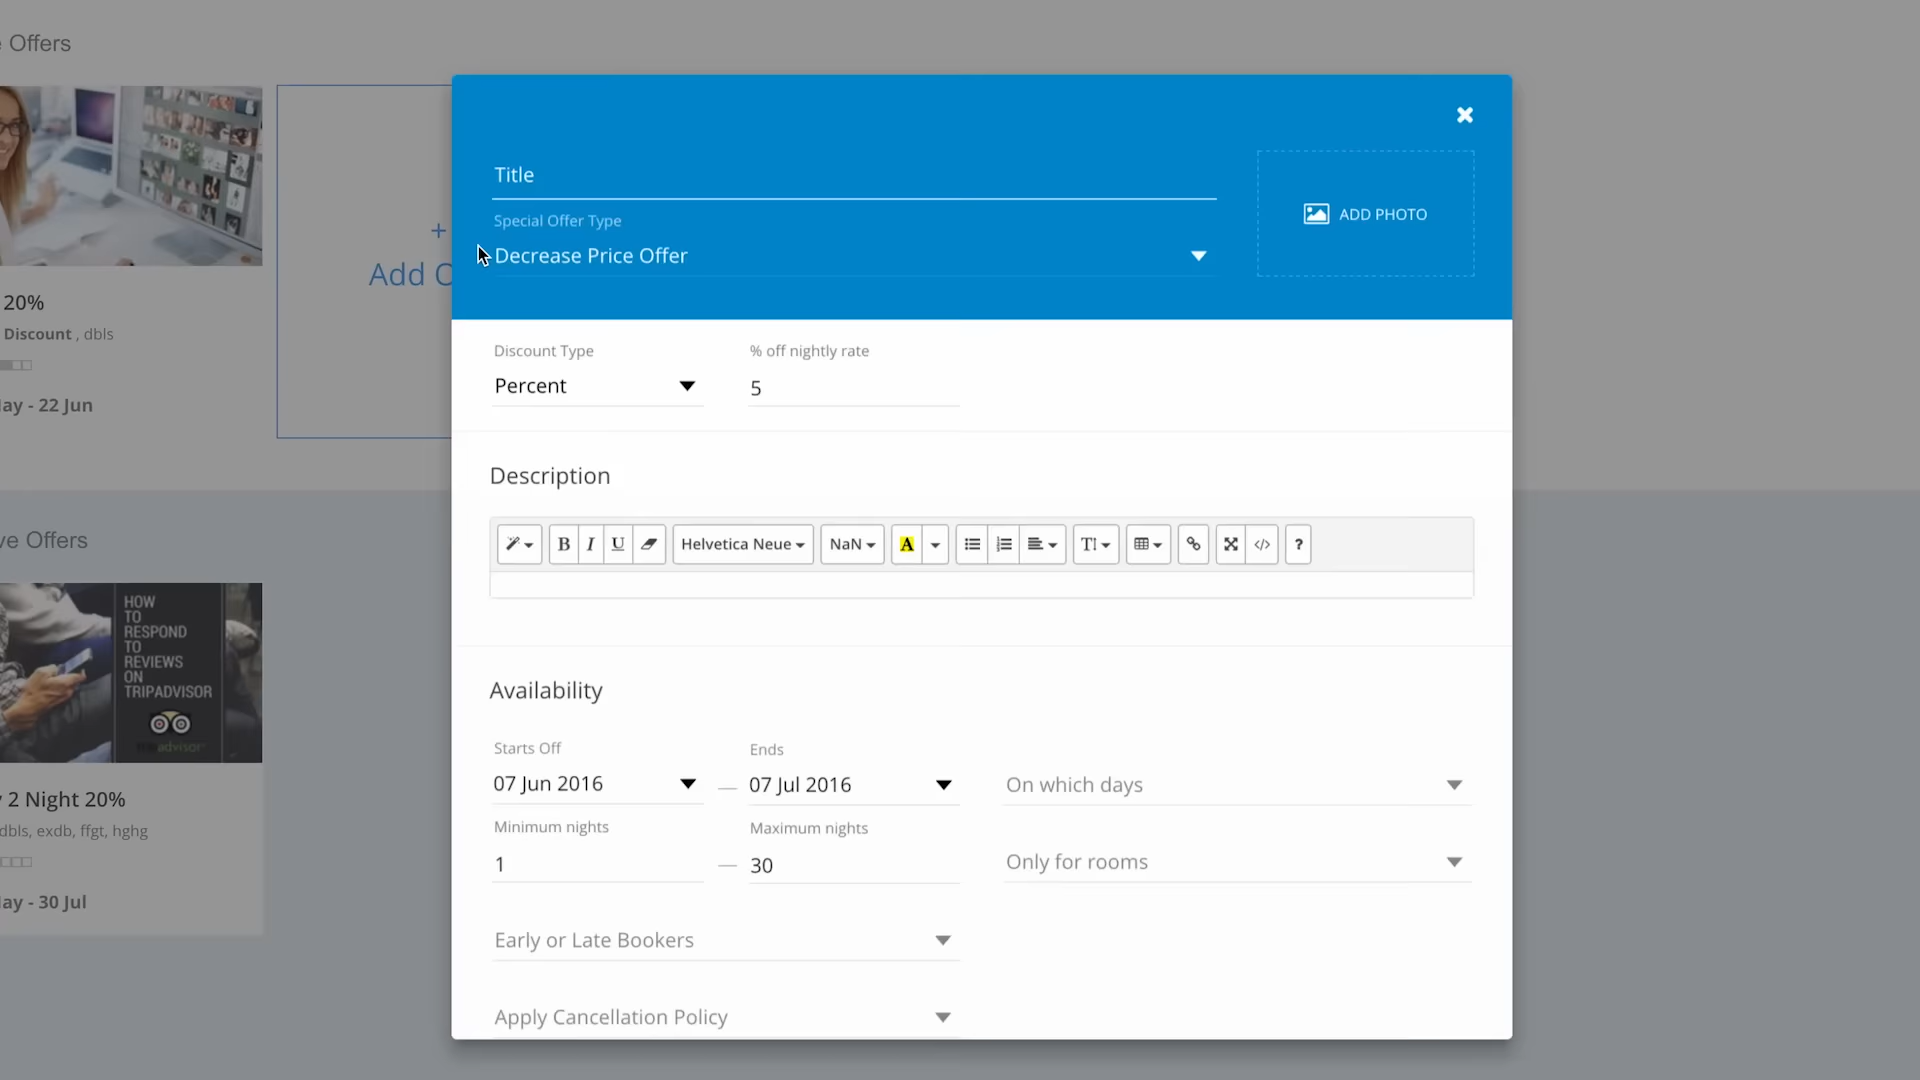 Offers
20%
Discount , dbls
- 22 Jun
+
Add
Offers
HOW
TO
RESPOND
TO
REVIEWS
ON
TRIPADVISOR
2 Night 20%
dbls, exdb, ffgt, hghg
- 30 Jul
Title
Special Offer Type
Decrease Price Offer
ADD PHOTO
Discount Type
% off nightly rate
Percent
5
Description
B I U Helvetica Neue NaN A TI </> ?
Availability
Starts Off
Ends
07 Jun 2016 — 07 Jul 2016 On which days
Minimum nights
Maximum nights
1 — 30 Only for rooms
Early or Late Bookers
Apply Cancellation Policy